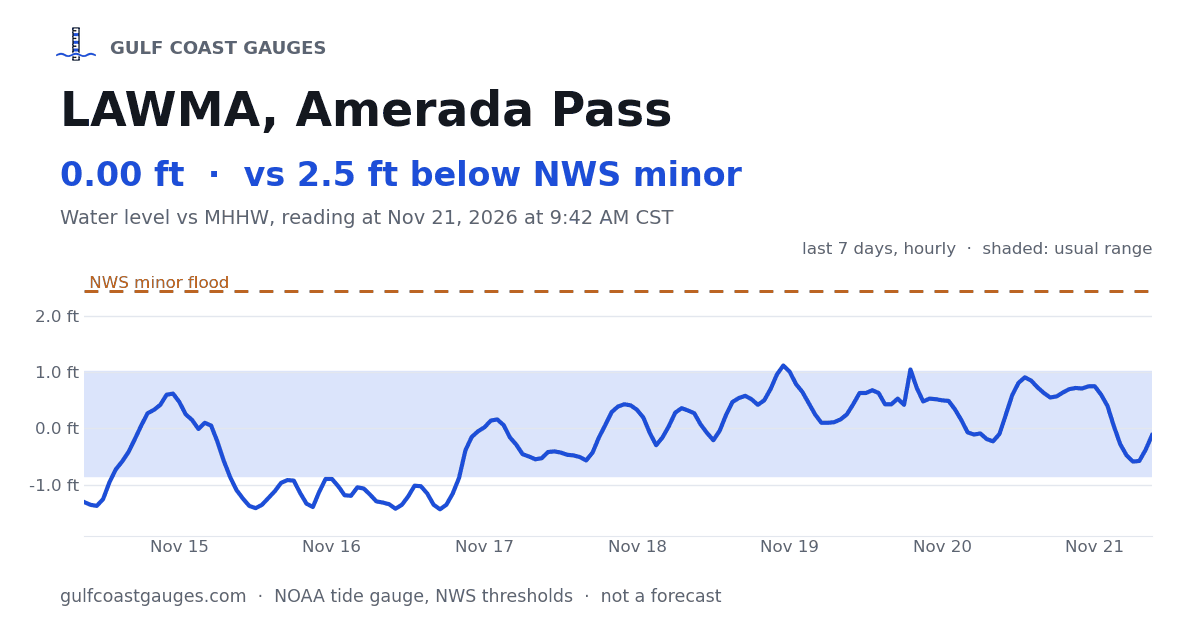 GULF COAST GAUGES
LAWMA, Amerada Pass
0.00 ft · vs 2.5 ft below NWS minor
Water level vs MHHW, reading at Nov 21, 2026 at 9:42 AM CST
last 7 days, hourly · shaded: usual range
NWS minor flood
2.0 ft
1.0 ft
0.0 ft
-1.0 ft
Nov 15 Nov 16 Nov 17 Nov 18 Nov 19 Nov 20 Nov 21
gulfcoastgauges.com · NOAA tide gauge, NWS thresholds · not a forecast